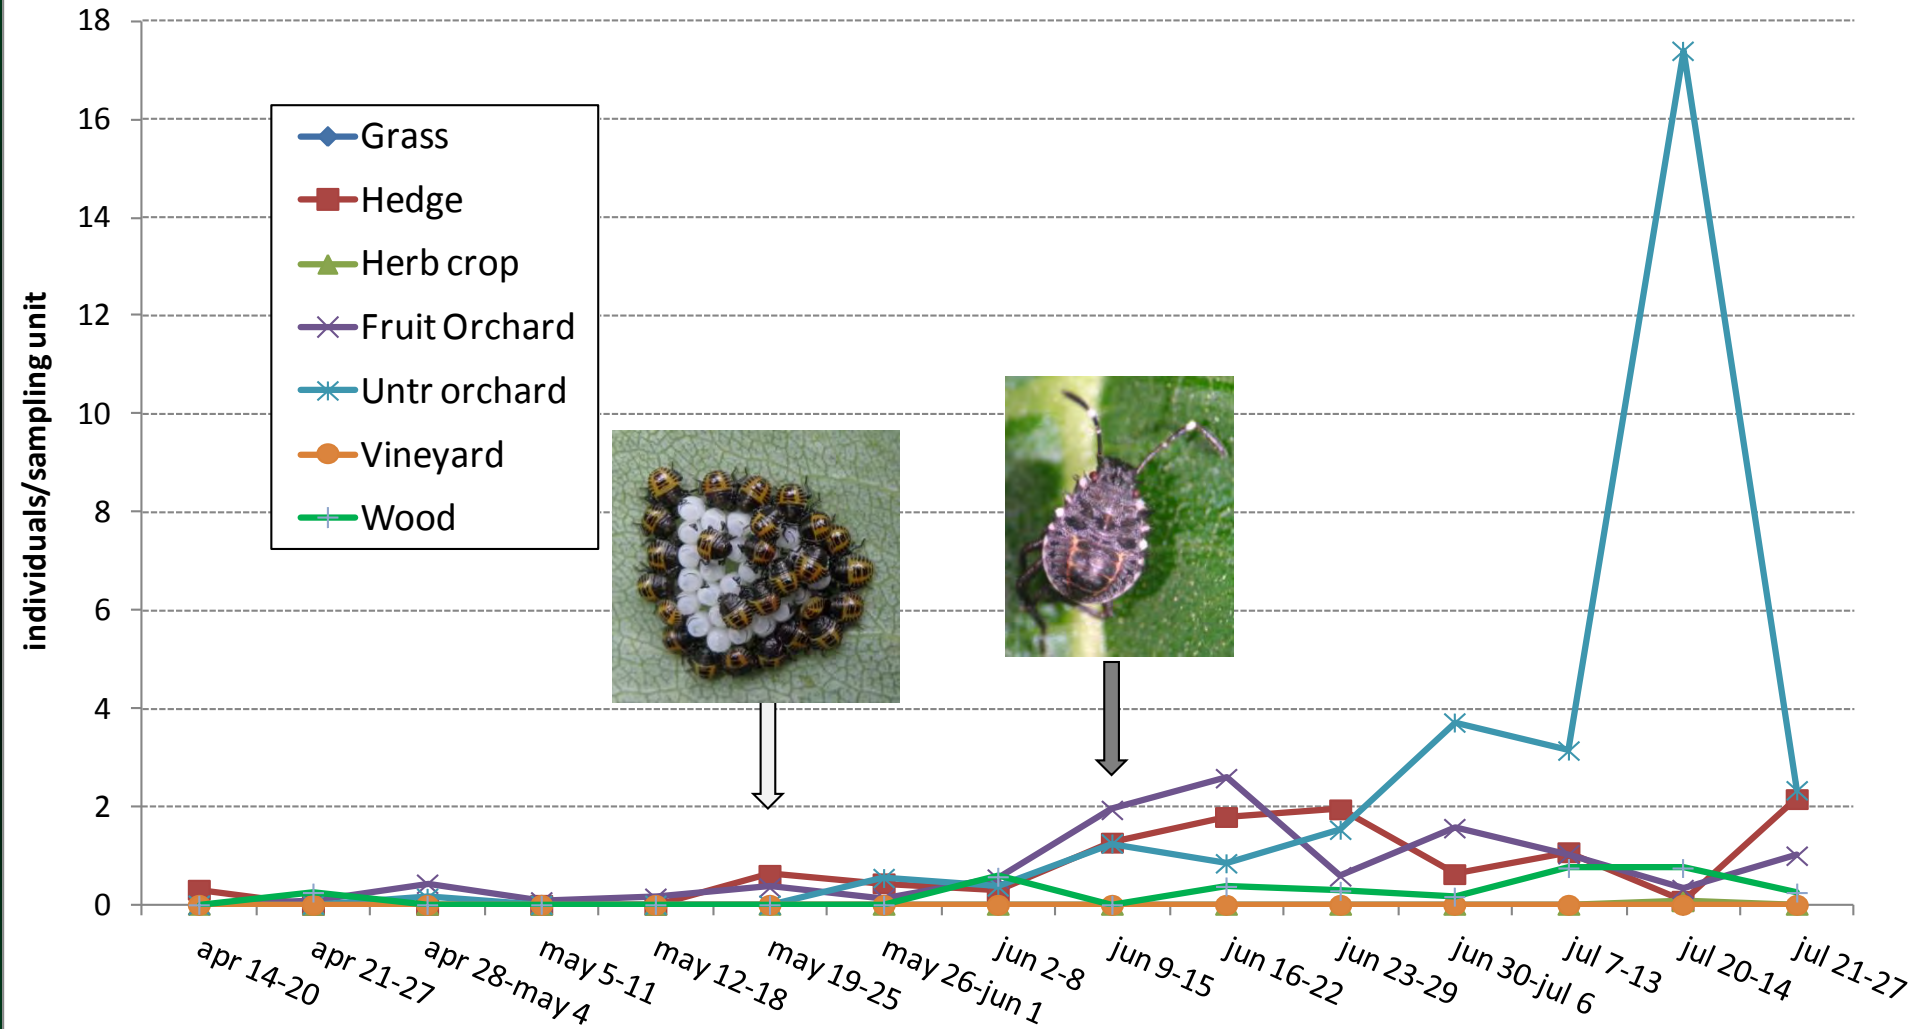 18
16
14
12
10
8
6
4
2
0
individuals/sampling unit
Grass
Hedge
Herb crop
Fruit Orchard
Untr orchard
Vineyard
Wood
apr 14-20
apr 21-27
apr 28-may 4
may 5-11
may 12-18
may 19-25
may 26-jun 1
jun 2-8
jun 9-15
jun 16-22
jun 23-29
jun 30-jul 6
jul 7-13
jul 20-14
jul 21-27